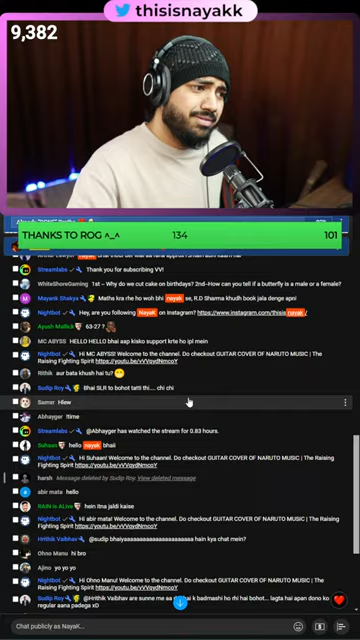 thisisnayakk
9,382
THANKS TO ROG ^_^ 134 101
Streamlabs Thank you for subscribing VV!
WhiteShoreGaming 1st – Why do we cut cake on birthdays? 2nd-How can you tell if a butterfly is a male or a female?
Mayank Shakya Maths kra rhe ho woh bhi nayak se, R.D Sharma khudh book jala denge apni
Nightbot Hey, are you following NayaK on Instagram? https://www.instagram.com/thisis nayak /
Ayush Mallick 63-27 ?
MC ABYSS HELLO HELLO bhai aap kisko support krte ho ipl mein
Nightbot Hi MC ABYSS! Welcome to the channel. Do checkout GUITAR COVER OF NARUTO MUSIC | The
Raising Fighting Spirit https://youtu.be/vVVqydNmcoY
Rithik aur bata khush hai tu?
Sudip Roy Bhai SLR to bohot tatti thi.... chi chi
Samar Hlew
Abhayger !time
Streamlabs @Abhayger has watched the stream for 0.83 hours.
Suhaan hello nayak bhaii
Nightbot Hi Suhaan! Welcome to the channel. Do checkout GUITAR COVER OF NARUTO MUSIC | The Raising
Fighting Spirit https://youtu.be/vVVqydNmcoY
harsh Message deleted by Sudip Roy. View deleted message
abir mata hello
RAIN is ALive hein itna jaldi kaise
Nightbot Hi abir mata! Welcome to the channel. Do checkout GUITAR COVER OF NARUTO MUSIC | The
Raising Fighting Spirit https://youtu.be/vVVqydNmcoY
Hrithik Vaibhav @sudip bhaiyaaaaaaaaaaaaaaaaaa hain kya chat mein?
Ohno Manu hi bro
Ajino yo yo yo
Nightbot Hi Ohno Manu! Welcome to the channel. Do checkout GUITAR COVER OF NARUTO MUSIC | The
Raising Fighting Spirit https://youtu.be/vVVqydNmcoY
Sudip Roy @Hrithik Vaibhav are sunne me aa rha hai k badmashi ho rhi hai bohot... lagta hai apan dono ko
regular aana padega xD
Chat publicly as NayaK...